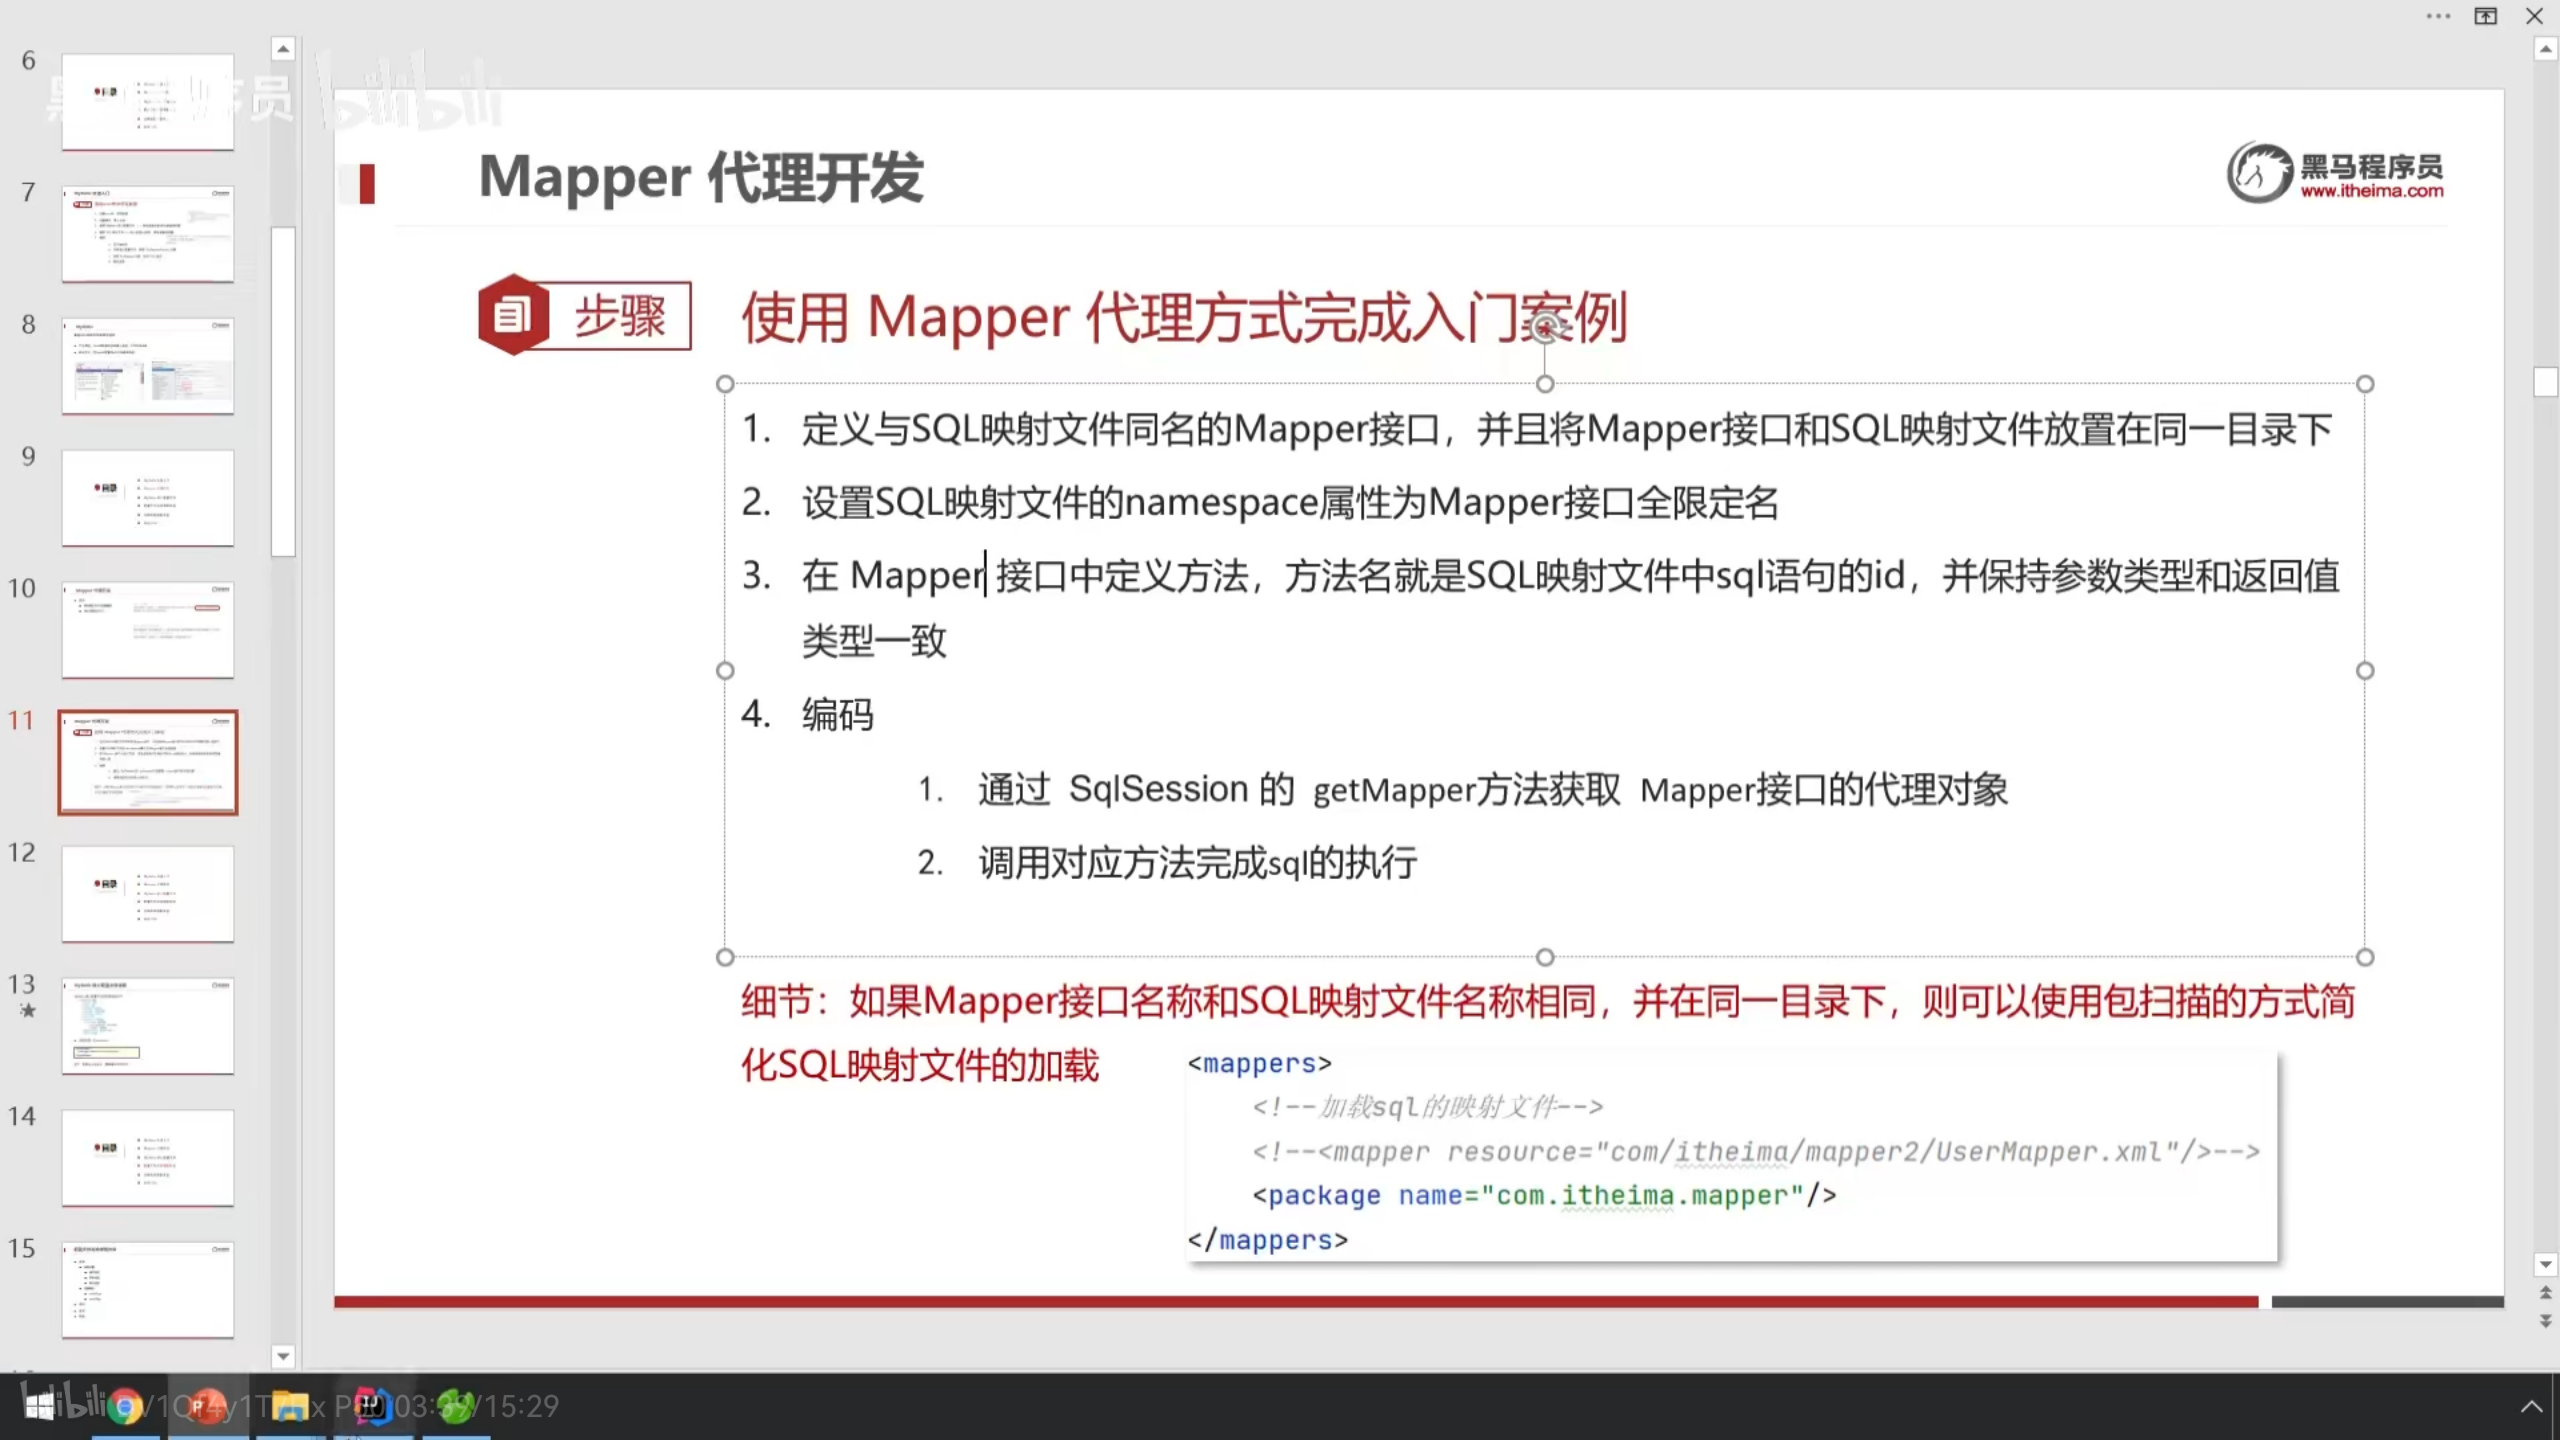 6
7
8
9
10
11
12
13
14
15
bilibili
Mapper 代理开发
黑马程序员
www.itheima.com
步骤
使用 Mapper 代理方式完成入门案例
1. 定义与SQL映射文件同名的Mapper接口，并且将Mapper接口和SQL映射文件放置在同一目录下
2. 设置SQL映射文件的namespace属性为Mapper接口全限定名
3. 在 Mapper 接口中定义方法，方法名就是SQL映射文件中sql语句的id，并保持参数类型和返回值
类型一致
4. 编码
1. 通过 SqlSession 的 getMapper方法获取 Mapper接口的代理对象
2. 调用对应方法完成sql的执行
细节：如果Mapper接口名称和SQL映射文件名称相同，并在同一目录下，则可以使用包扫描的方式简
化SQL映射文件的加载
<mappers>
<!--加载sql的映射文件-->
<!--<mapper resource="com/itheima/mapper2/UserMapper.xml"/>-->
<package name="com.itheima.mapper"/>
</mappers>
bilibili
03:39/15:29